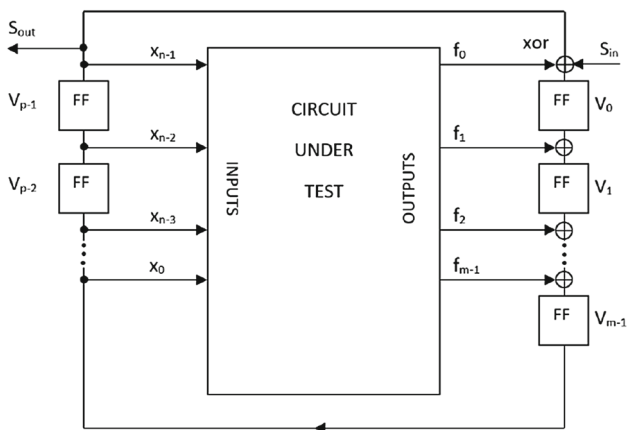 Sout
xn-1
f0
xor
Sin
Vp-1
FF
FF
V0
CIRCUIT
xn-2
f1
UNDER
Vp-2
FF
INPUTS
TEST
OUTPUTS
FF
V1
xn-3
f2
x0
fm-1
FF
Vm-1